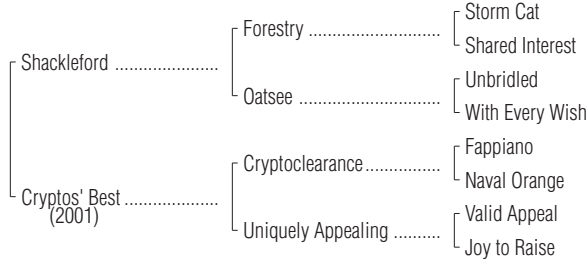 Storm Cat
Forestry ......................
Shared Interest
Shackleford ......................
Unbridled
Oatsee ......................
With Every Wish
Fappiano
Cryptoclearance ................
Naval Orange
Cryptos' Best ....................
(2001)
Valid Appeal
Uniquely Appealing ..........
Joy to Raise